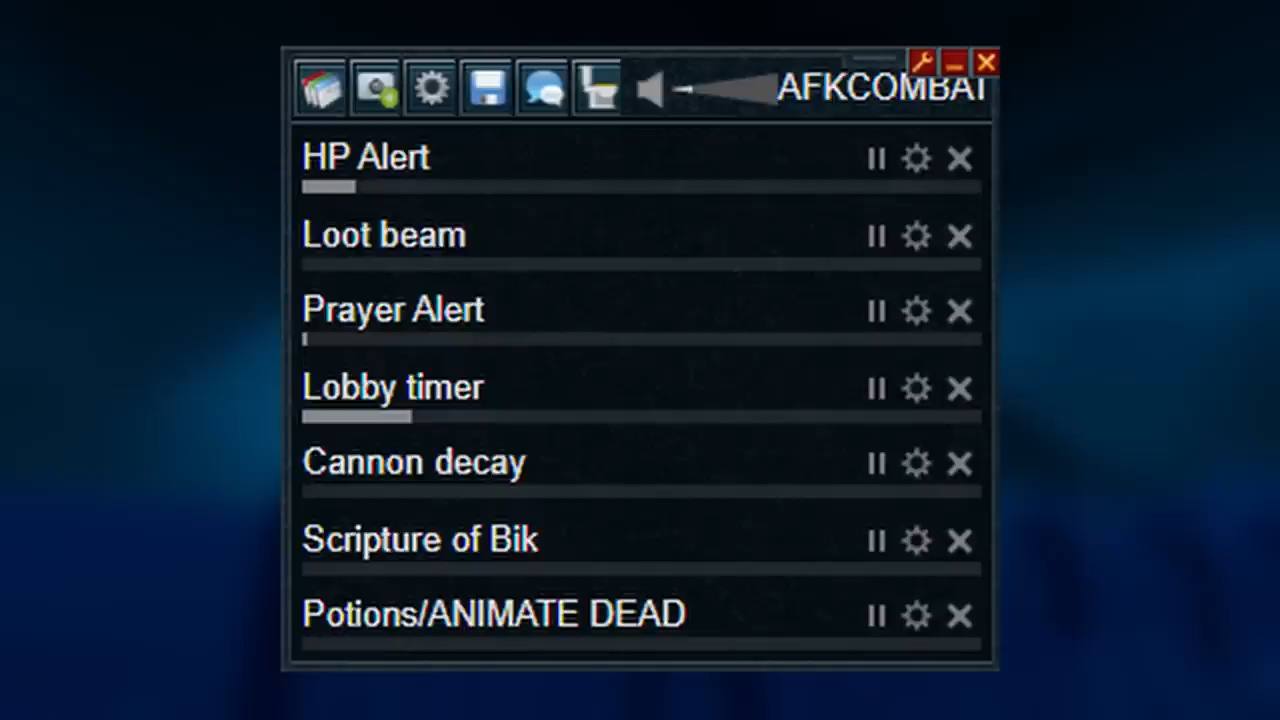 AFKCOMBAT
HP Alert
Loot beam
Prayer Alert
Lobby timer
Cannon decay
Scripture of Bik
Potions/ANIMATE DEAD